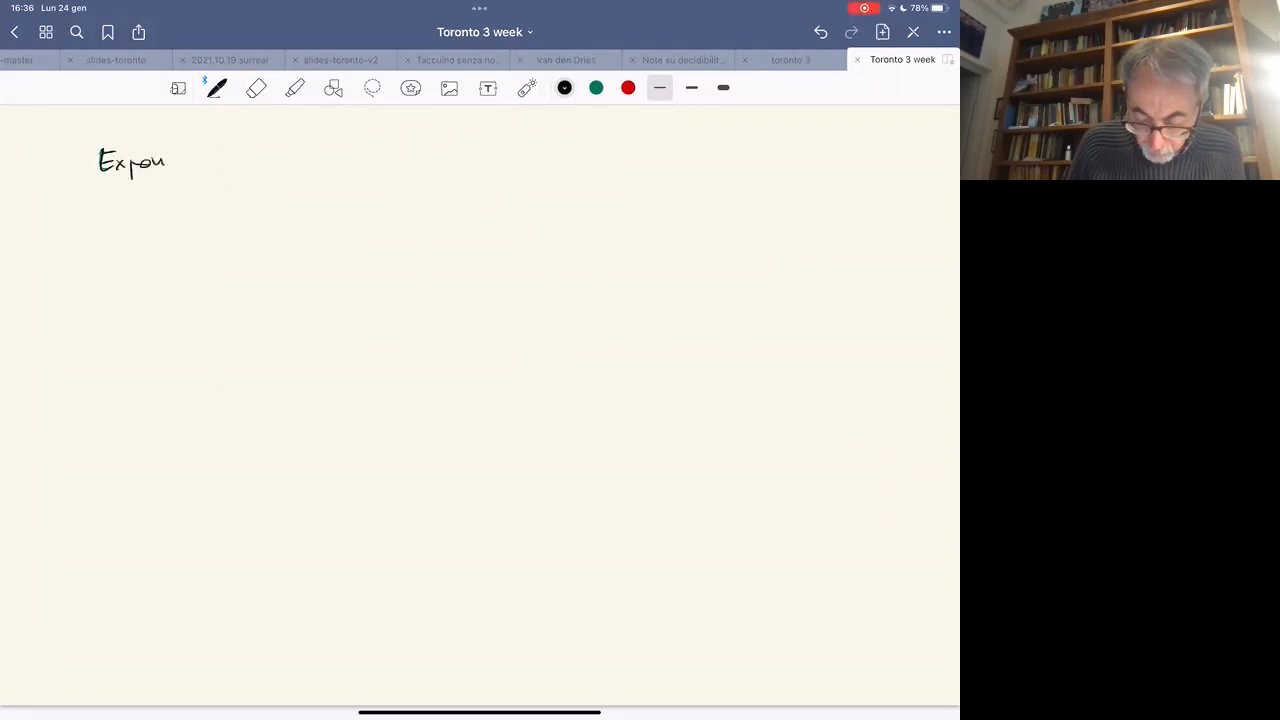 16:36 Lun 24 gen
78%
Toronto 3 week
-master
slides-toronto
2021.10.19 surreal
slides-toronto-v2
Taccuino senza no...
Van den Dries
Note su decidibilit...
toronto 3
Toronto 3 week
Expon